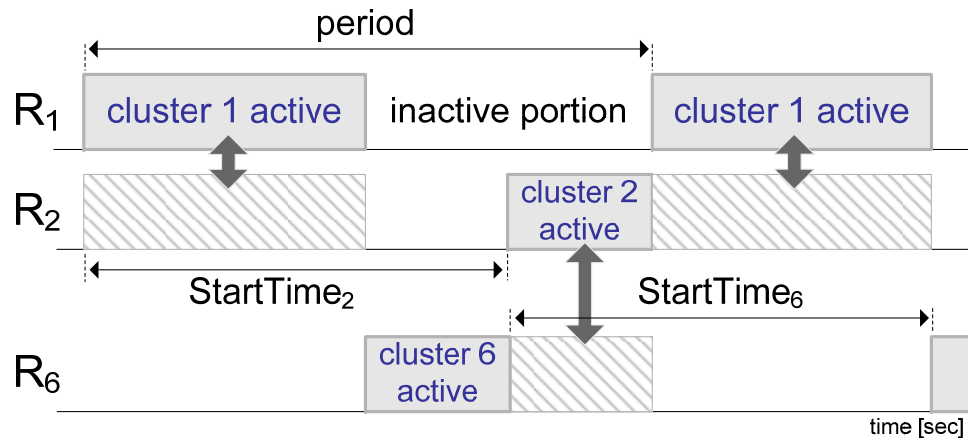 period
R1 cluster 1 active inactive portion cluster 1 active
R2 cluster 2
active
StartTime2 StartTime6
R6 cluster 6
active
time [sec]